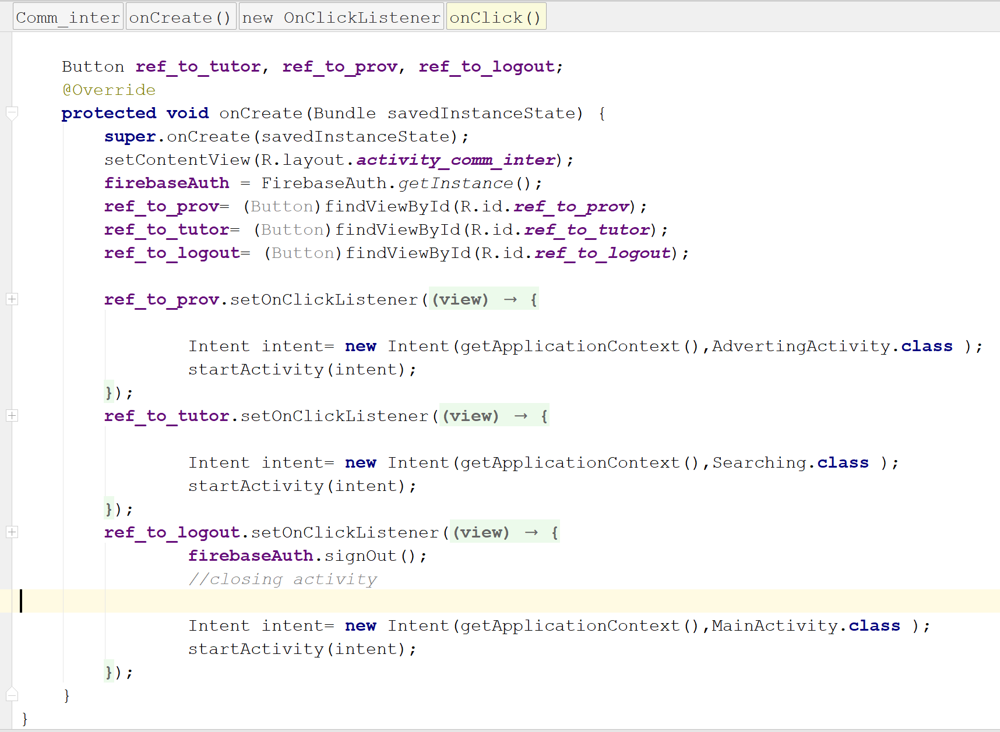 Comm_inter onCreate() new OnClickListener onClick()
Button ref_to_tutor, ref_to_prov, ref_to_logout;
@Override
protected void onCreate(Bundle savedInstanceState) {
super.onCreate(savedInstanceState);
setContentView(R.layout.activity_comm_inter);
firebaseAuth = FirebaseAuth.getInstance();
ref_to_prov= (Button)findViewById(R.id.ref_to_prov);
ref_to_tutor= (Button)findViewById(R.id.ref_to_tutor);
ref_to_logout= (Button)findViewById(R.id.ref_to_logout);
ref_to_prov.setOnClickListener((view) → {
Intent intent= new Intent(getApplicationContext(),AdvertingActivity.class );
startActivity(intent);
});
ref_to_tutor.setOnClickListener((view) → {
Intent intent= new Intent(getApplicationContext(),Searching.class );
startActivity(intent);
});
ref_to_logout.setOnClickListener((view) → {
firebaseAuth.signOut();
//closing activity
Intent intent= new Intent(getApplicationContext(),MainActivity.class );
startActivity(intent);
});
}
}